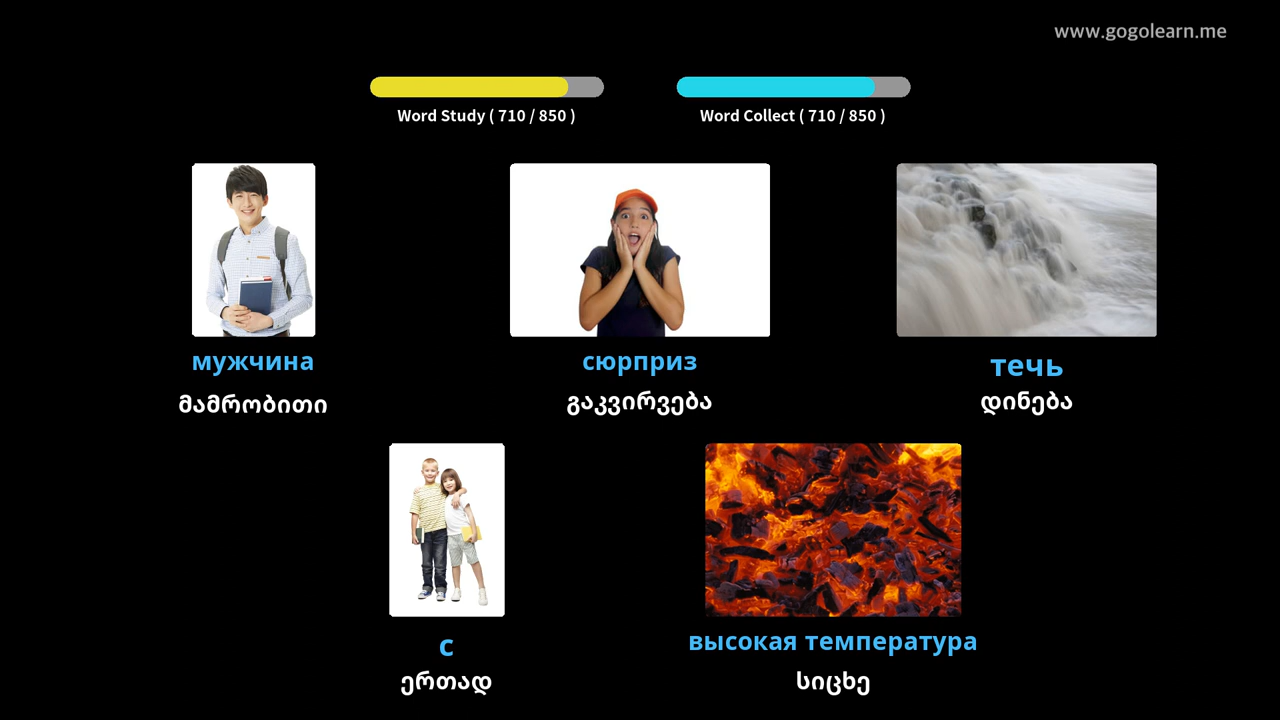 www.gogolearn.me
Word Study ( 710 / 850 )
Word Collect ( 710 / 850 )
мужчина
მამრობითი
сюрприз
გაკვირვება
течь
დინება
с
ერთად
высокая температура
სიცხე